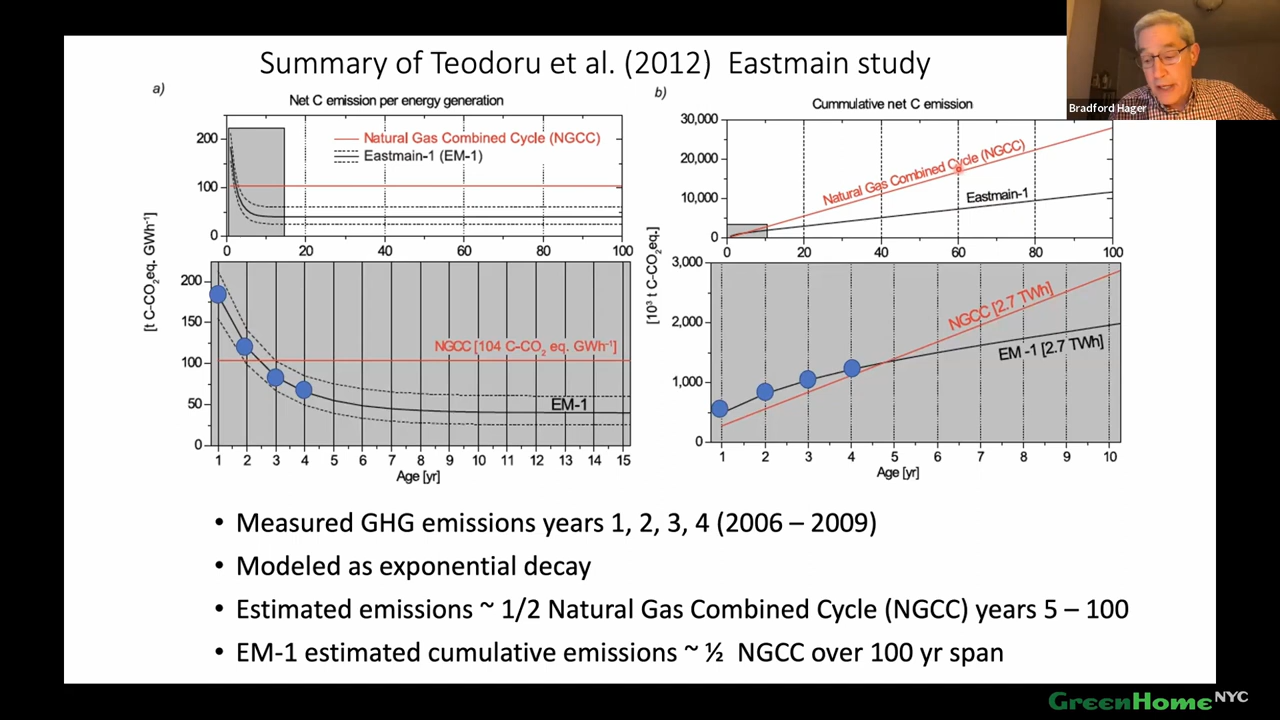 Summary of Teodoru et al. (2012) Eastmain study
Bradford Hager
a)
Net C emission per energy generation
200
100
0
Natural Gas Combined Cycle (NGCC)
Eastmain-1 (EM-1)
0 20 40 60 80 100
[t C-CO2eq. GWh-1]
200
150
100
50
0
NGCC [104 C-CO2 eq. GWh-1]
EM-1
1 2 3 4 5 6 7 8 9 10 11 12 13 14 15
Age [yr]
b)
Cummulative net C emission
30,000
20,000
10,000
0
Natural Gas Combined Cycle (NGCC)
Eastmain-1
0 20 40 60 80 100
[10³ t C-CO2eq.]
3,000
2,000
1,000
0
NGCC [2.7 TWh]
EM -1 [2.7 TWh]
1 2 3 4 5 6 7 8 9 10
Age [yr]
• Measured GHG emissions years 1, 2, 3, 4 (2006 – 2009)
• Modeled as exponential decay
• Estimated emissions ~ 1/2 Natural Gas Combined Cycle (NGCC) years 5 – 100
• EM-1 estimated cumulative emissions ~ ½ NGCC over 100 yr span
GreenHomeNYC